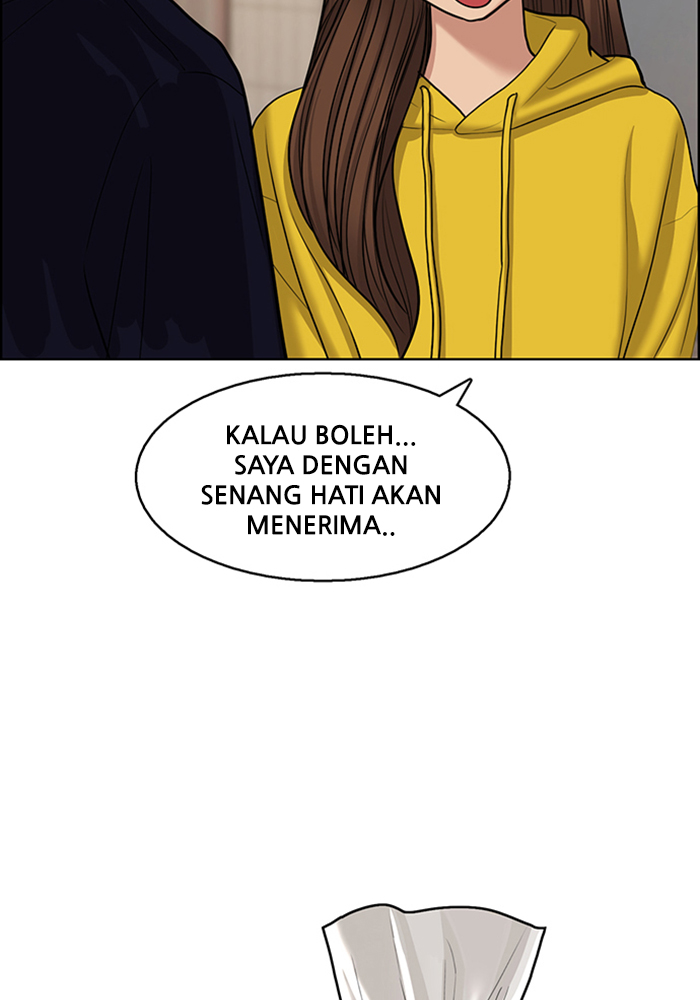 KALAU BOLEH...
SAYA DENGAN
SENANG HATI AKAN
MENERIMA..